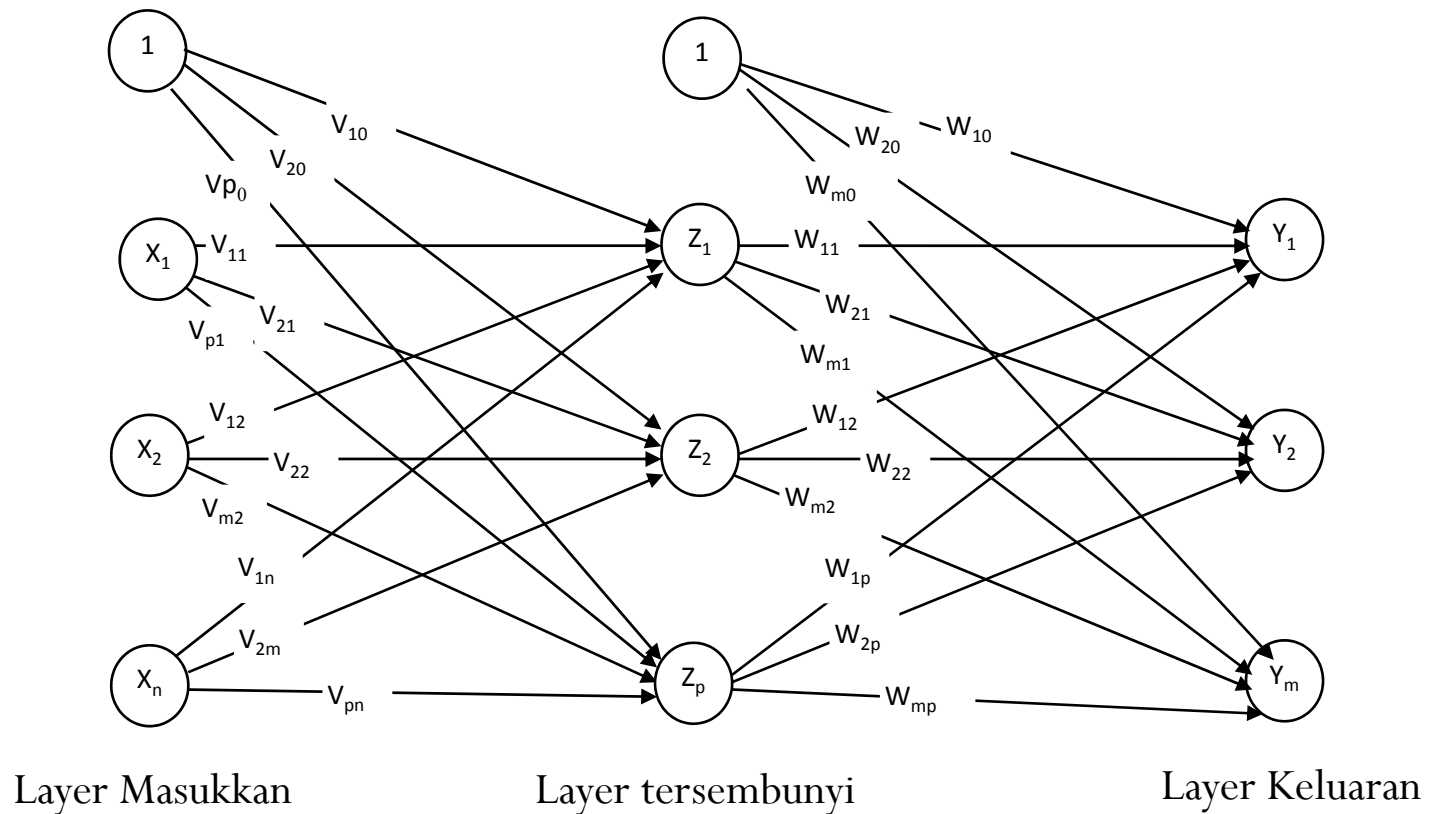 1
1
V₁₀
W₁₀
W₂₀
V₂₀
Vp₀
Wₘ₀
X₁
V₁₁
Z₁
W₁₁
Y₁
V₂₁
W₂₁
Vₚ₁
Wₘ₁
V₁₂
W₁₂
X₂
V₂₂
Z₂
W₂₂
Y₂
Vₘ₂
Wₘ₂
V₁ₙ
W₁ₚ
V₂ₘ
W₂ₚ
Xₙ
Vₚₙ
Zₚ
Wₘₚ
Yₘ
Layer Masukkan
Layer tersembunyi
Layer Keluaran